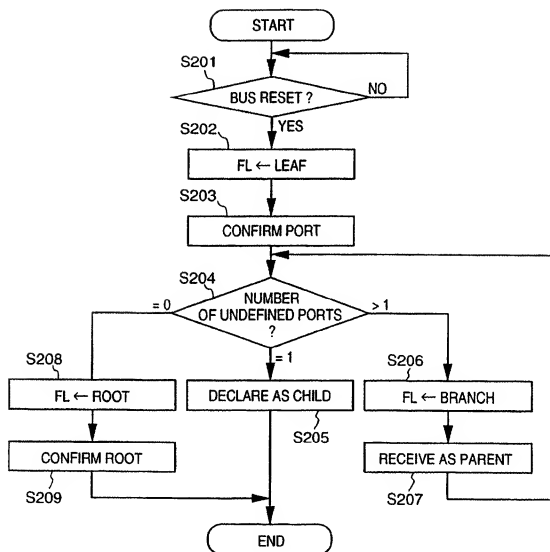 START
S201
BUS RESET ?
NO
YES
S202
FL ← LEAF
S203
CONFIRM PORT
S204
= 0
NUMBER
OF UNDEFINED PORTS
?
> 1
= 1
S208
FL ← ROOT
DECLARE AS CHILD
S205
S206
FL ← BRANCH
CONFIRM ROOT
S209
RECEIVE AS PARENT
S207
END